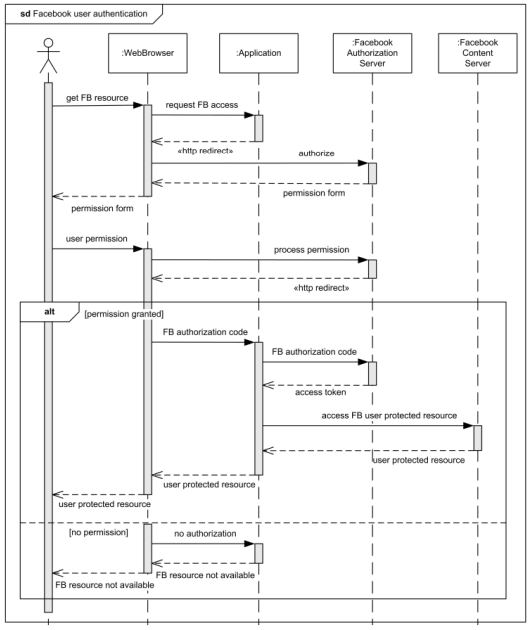 sd Facebook user authentication
:WebBrowser
:Application
:Facebook
Authorization
Server
:Facebook
Content
Server
get FB resource
request FB access
«http redirect»
authorize
permission form
permission form
user permission
process permission
«http redirect»
alt
[permission granted]
FB authorization code
FB authorization code
access token
access FB user protected resource
user protected resource
user protected resource
user protected resource
[no permission]
no authorization
FB resource not available
FB resource not available